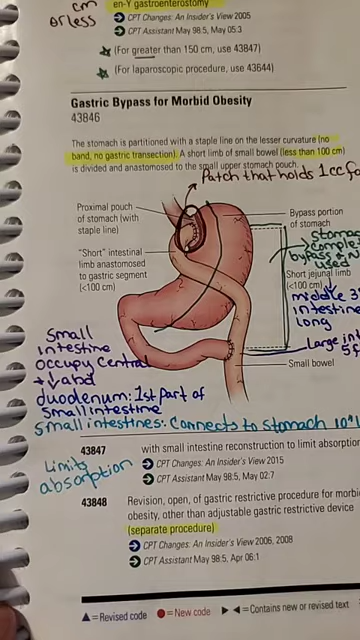 cm
or less
en-Y gastroenterostomy
CPT Changes: An Insider's View 2005
CPT Assistant May 98:5, May 05:3
(For greater than 150 cm, use 43847)
(For laparoscopic procedure, use 43644)
Gastric Bypass for Morbid Obesity
43846
The stomach is partitioned with a staple line on the lesser curvature (no
band, no gastric transection). A short limb of small bowel (less than 100 cm)
is divided and anastomosed to the small upper stomach pouch.
Patch that holds 1cc
Proximal pouch
of stomach (with
staple line)
Bypass portion
of stomach
"Short" intestinal
limb anastomosed
to gastric segment
(<100 cm)
bypass
used
Short jejunal limb
(<100 cm)
middle
intestine
long
Large
Small bowel
small
intestine
occupy Central
+ ↓ abd
duodenum: 1st part of
small intestine
small intestines: Connects to stomach
43847 with small intestine reconstruction to limit absorption
Limits
absorption
CPT Changes: An Insider's View 2015
CPT Assistant May 98:5, May 02:7
43848 Revision, open, of gastric restrictive procedure for morbi
obesity, other than adjustable gastric restrictive device
(separate procedure)
CPT Changes: An Insider's View 2006, 2008
CPT Assistant May 98:5, Apr 06:1
▲=Revised code ●=New code ▶ ◀=Contains new or revised text